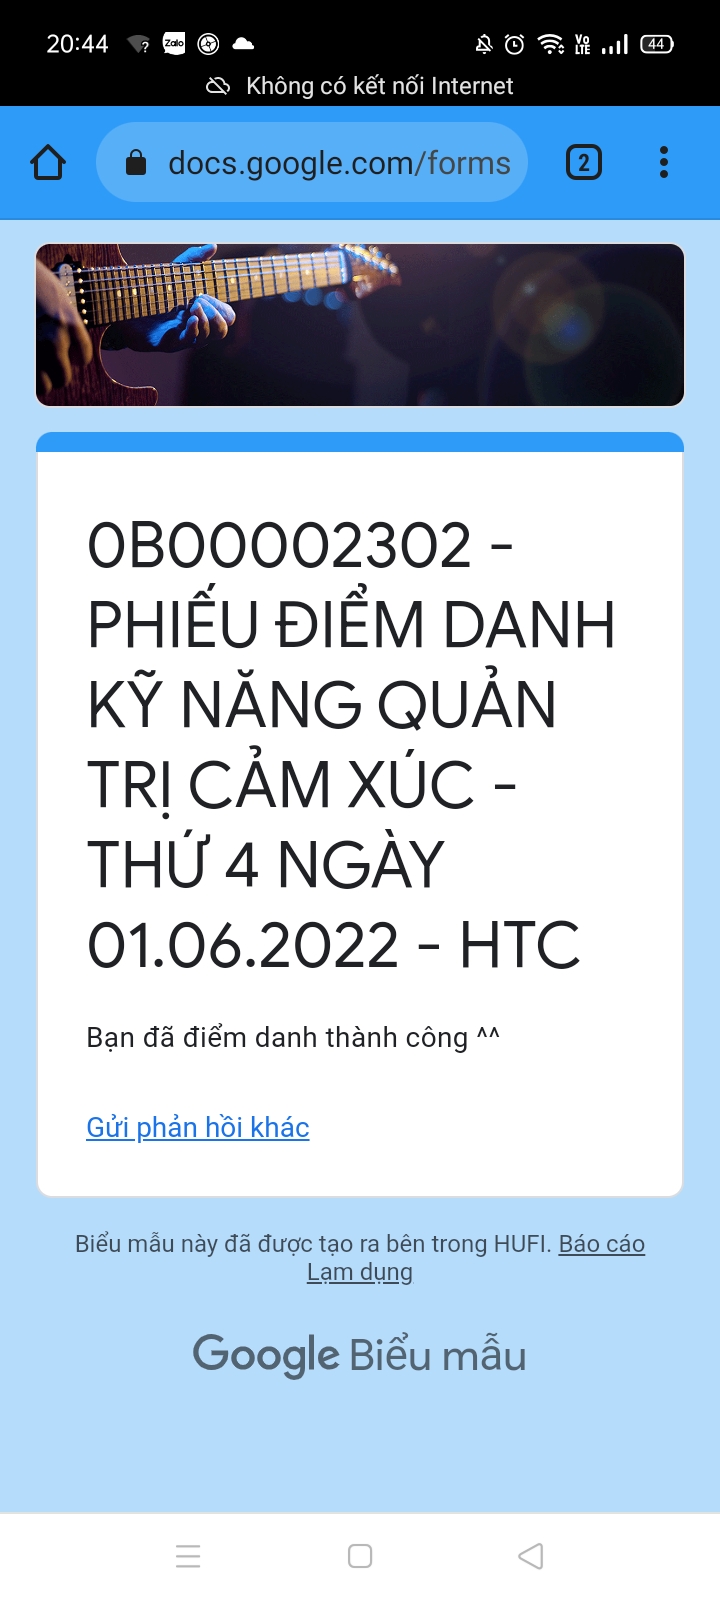 20:44
Zalo
VO
LTE
44
Không có kết nối Internet
docs.google.com/forms
2
0B00002302 -
PHIẾU ĐIỂM DANH
KỸ NĂNG QUẢN
TRỊ CẢM XÚC -
THỨ 4 NGÀY
01.06.2022 - HTC
Bạn đã điểm danh thành công ^^
Gửi phản hồi khác
Biểu mẫu này đã được tạo ra bên trong HUFI. Báo cáo
Lạm dụng
Google Biểu mẫu